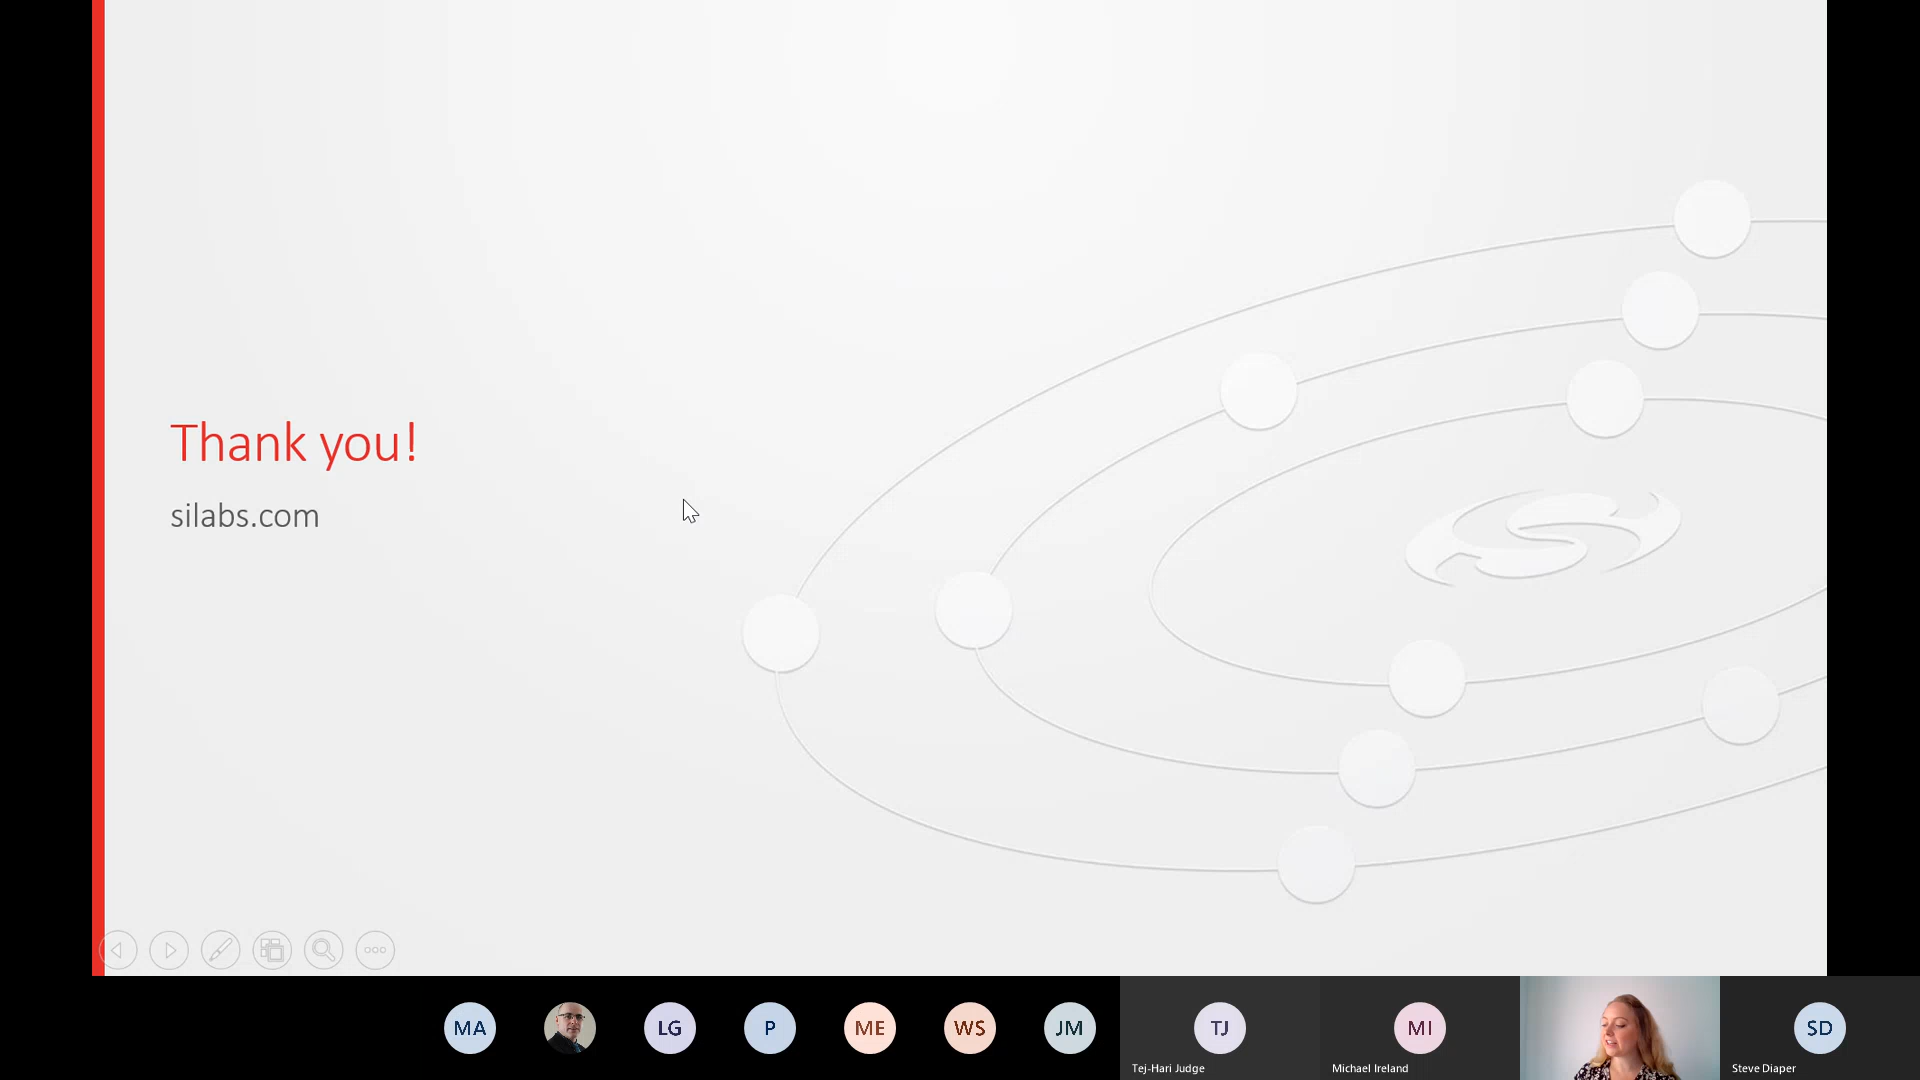 Thank you!
silabs.com
MA
LG
P
ME
WS
JM
TJ
MI
SD
Tej-Hari Judge
Michael Ireland
Steve Diaper